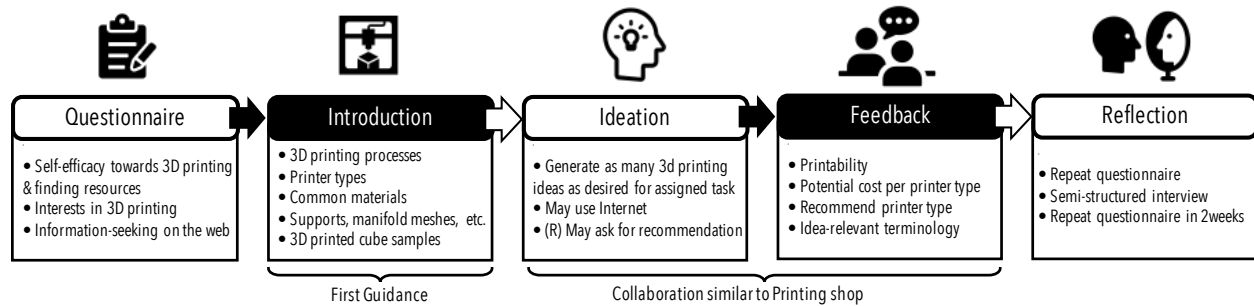 Questionnaire
• Self-efficacy towards 3D printing
& finding resources
• Interests in 3D printing
• Information-seeking on the web
Introduction
• 3D printing processes
• Printer types
• Common materials
• Supports, manifold meshes, etc.
• 3D printed cube samples
Ideation
• Generate as many 3d printing
ideas as desired for assigned task
• May use Internet
• (R) May ask for recommendation
Feedback
• Printability
• Potential cost per printer type
• Recommend printer type
• Idea-relevant terminology
Reflection
• Repeat questionnaire
• Semi-structured interview
• Repeat questionnaire in 2weeks
First Guidance
Collaboration similar to Printing shop